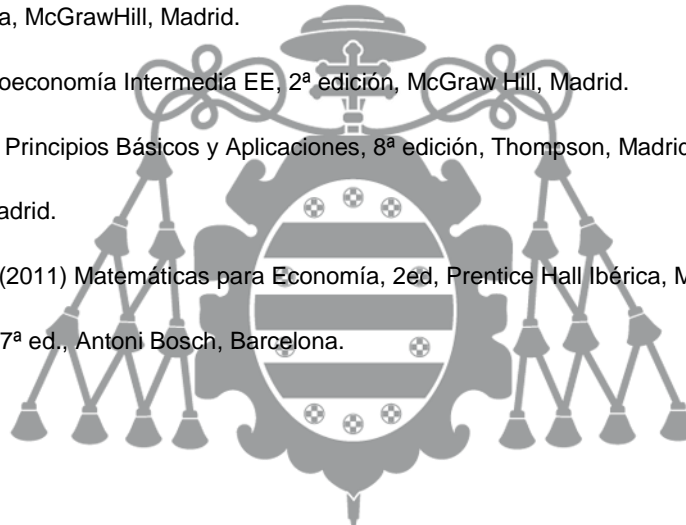 a, McGrawHill, Madrid.
oeconomía Intermedia EE, 2ª edición, McGraw Hill, Madrid.
Principios Básicos y Aplicaciones, 8ª edición, Thompson, Madrid
adrid.
(2011) Matemáticas para Economía, 2ed, Prentice Hall Ibérica, M
7ª ed., Antoni Bosch, Barcelona.